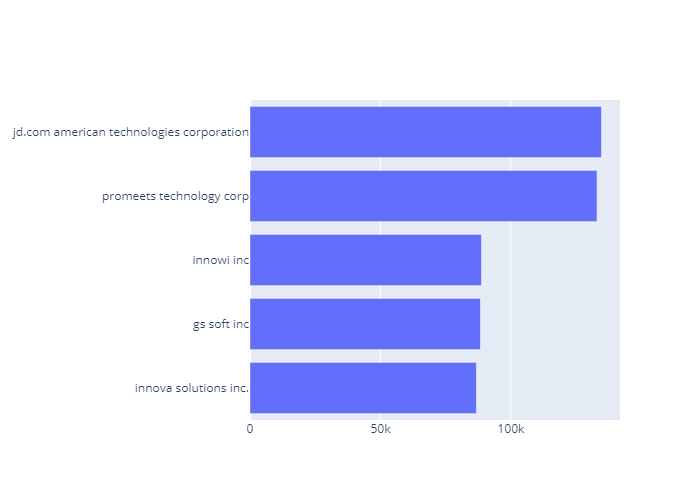 jd.com american technologies corporation
promeets technology corp
innowi inc
gs soft inc
innova solutions inc.
0 50k 100k